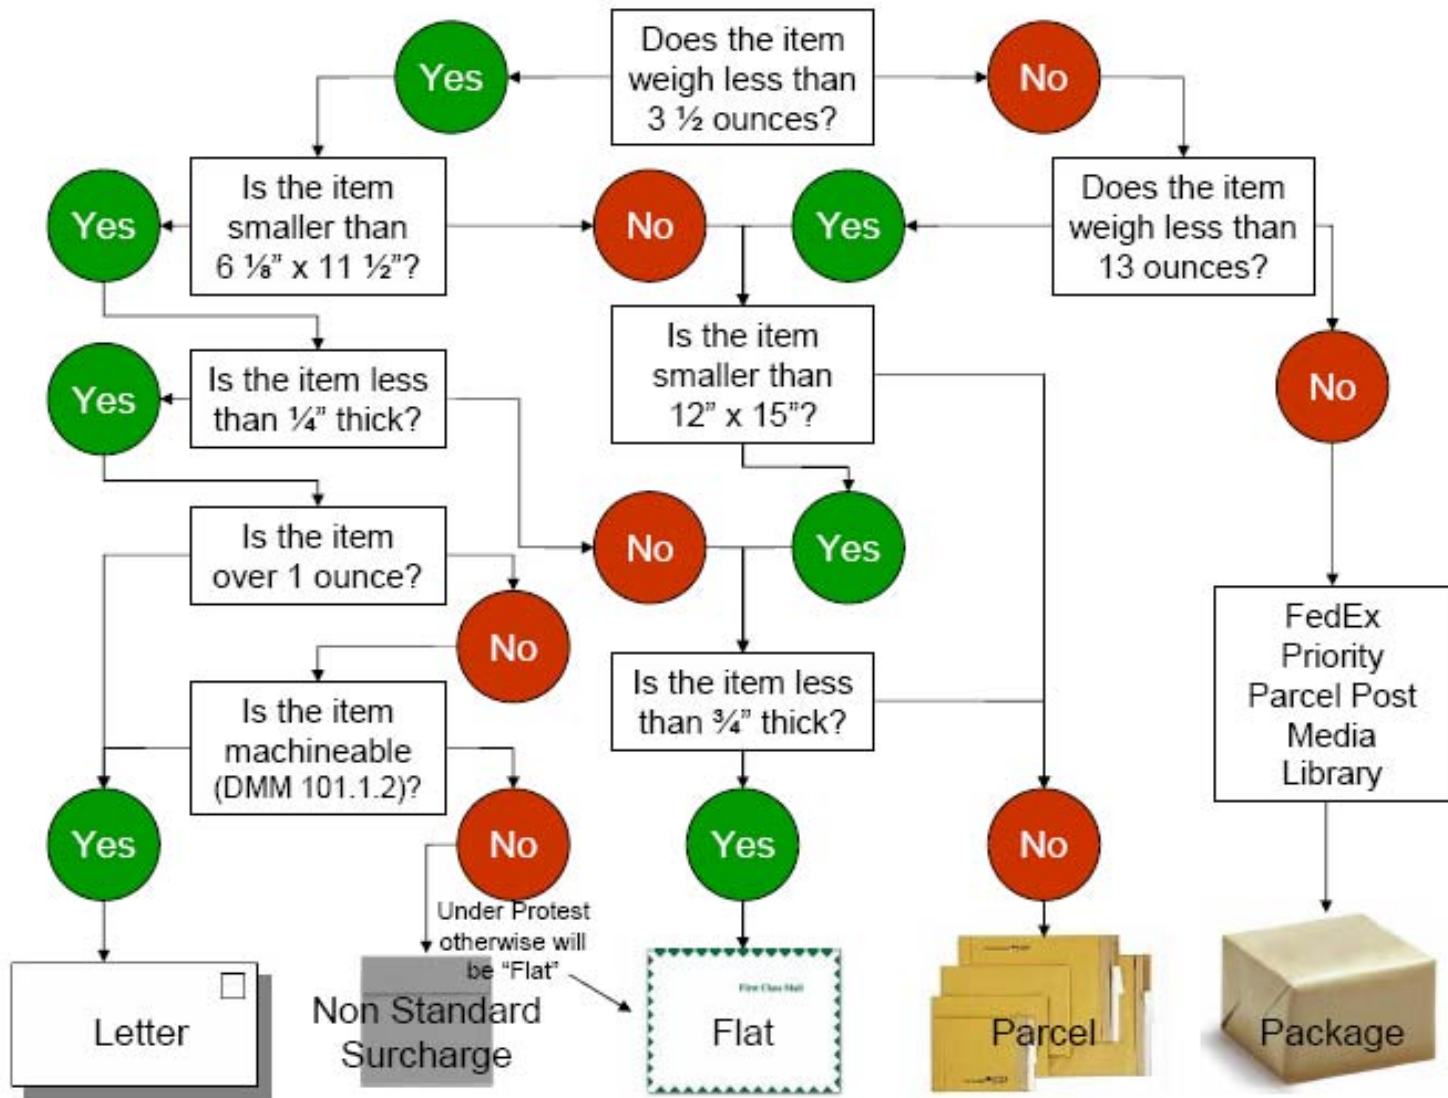 Does the item
weigh less than
3 ½ ounces?
Yes
No
Is the item
smaller than
6 ⅛” x 11 ½”?
Yes
No
Yes
Does the item
weigh less than
13 ounces?
Is the item
smaller than
12” x 15”?
No
Is the item less
than ¼” thick?
Yes
Is the item
over 1 ounce?
No
Yes
No
FedEx
Priority
Parcel Post
Media
Library
Is the item less
than ¾” thick?
Is the item
machineable
(DMM 101.1.2)?
Yes
No
Yes
No
Under Protest
otherwise will
be “Flat”
First Class Mail
Letter
Non Standard
Surcharge
Flat
Parcel
Package